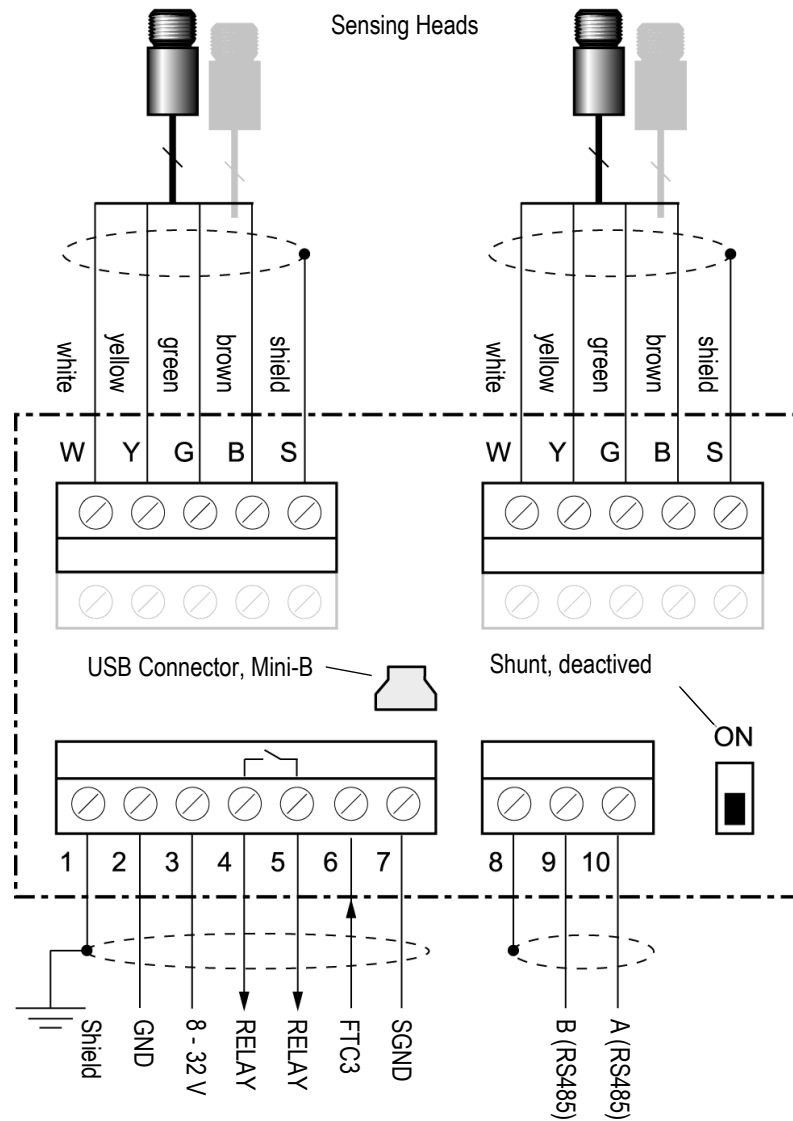 Sensing Heads
white yellow green brown shield
white yellow green brown shield
W Y G B S
W Y G B S
USB Connector, Mini-B
Shunt, deactived
ON
1 2 3 4 5 6 7
8 9 10
Shield
GND
8 - 32 V
RELAY
RELAY
FTC3
SGND
B (RS485)
A (RS485)